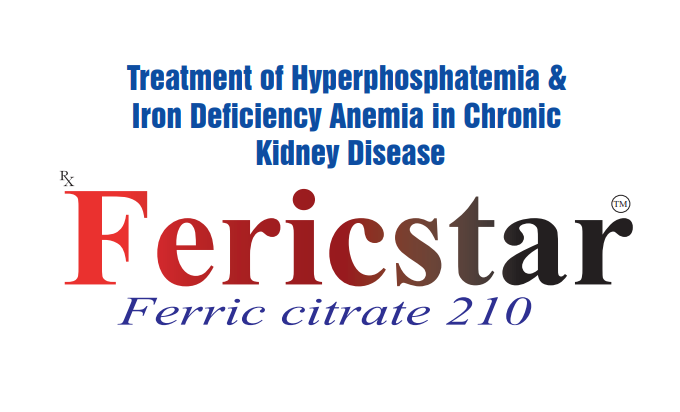 Treatment of Hyperphosphatemia &
Iron Deficiency Anemia in Chronic
Kidney Disease
Rx
Fericstar TM
Ferric citrate 210